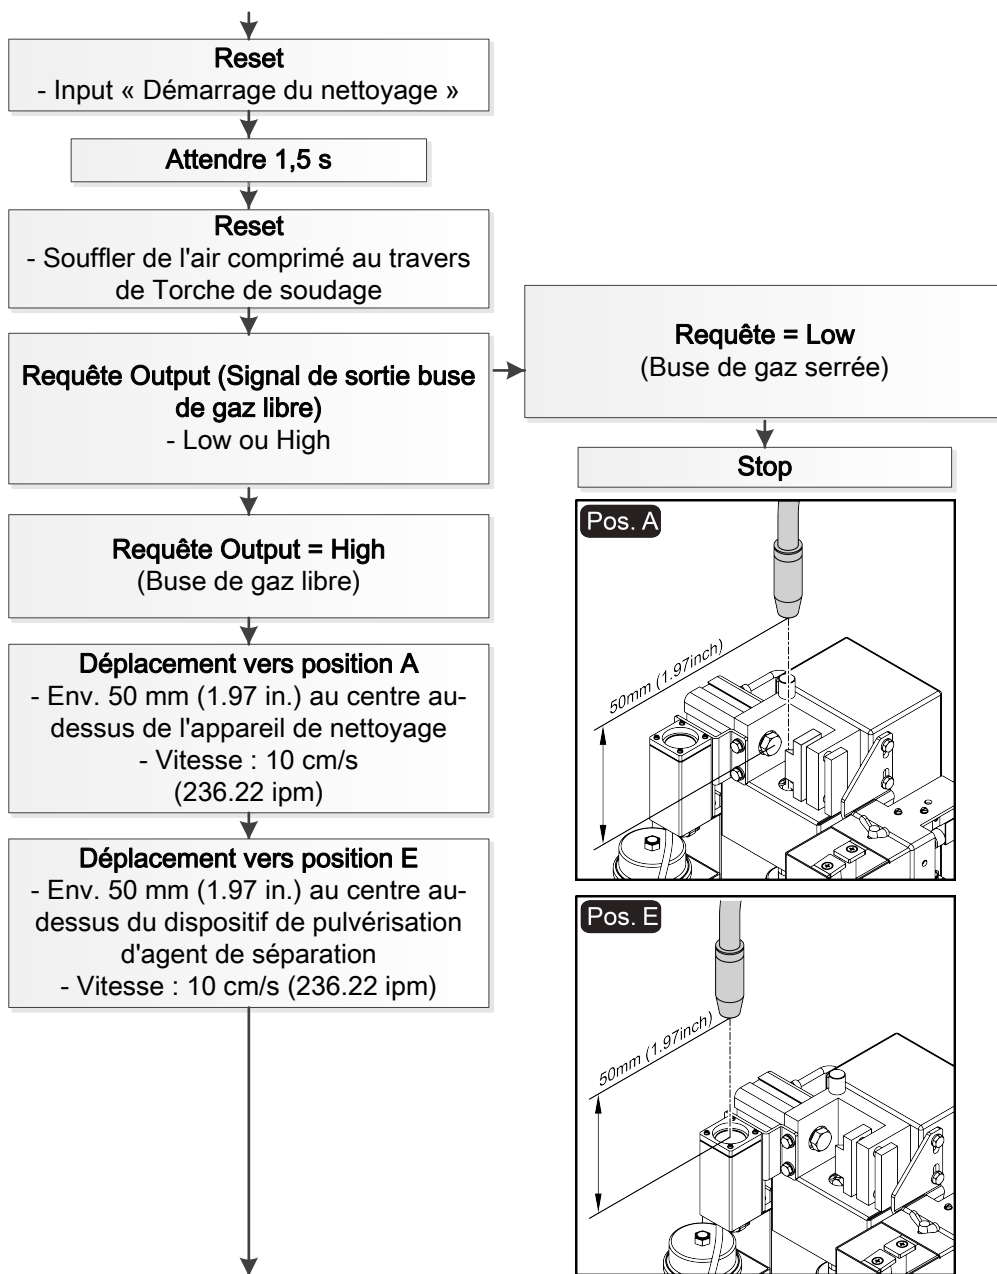 Reset
- Input « Démarrage du nettoyage »
Attendre 1,5 s
Reset
- Souffler de l'air comprimé au travers
de Torche de soudage
Requête Output (Signal de sortie buse
de gaz libre)
- Low ou High
Requête = Low
(Buse de gaz serrée)
Stop
Requête Output = High
(Buse de gaz libre)
Déplacement vers position A
- Env. 50 mm (1.97 in.) au centre au-
dessus de l'appareil de nettoyage
- Vitesse : 10 cm/s
(236.22 ipm)
Déplacement vers position E
- Env. 50 mm (1.97 in.) au centre au-
dessus du dispositif de pulvérisation
d'agent de séparation
- Vitesse : 10 cm/s (236.22 ipm)
Pos. A
50mm (1.97inch)
Pos. E
50mm (1.97inch)